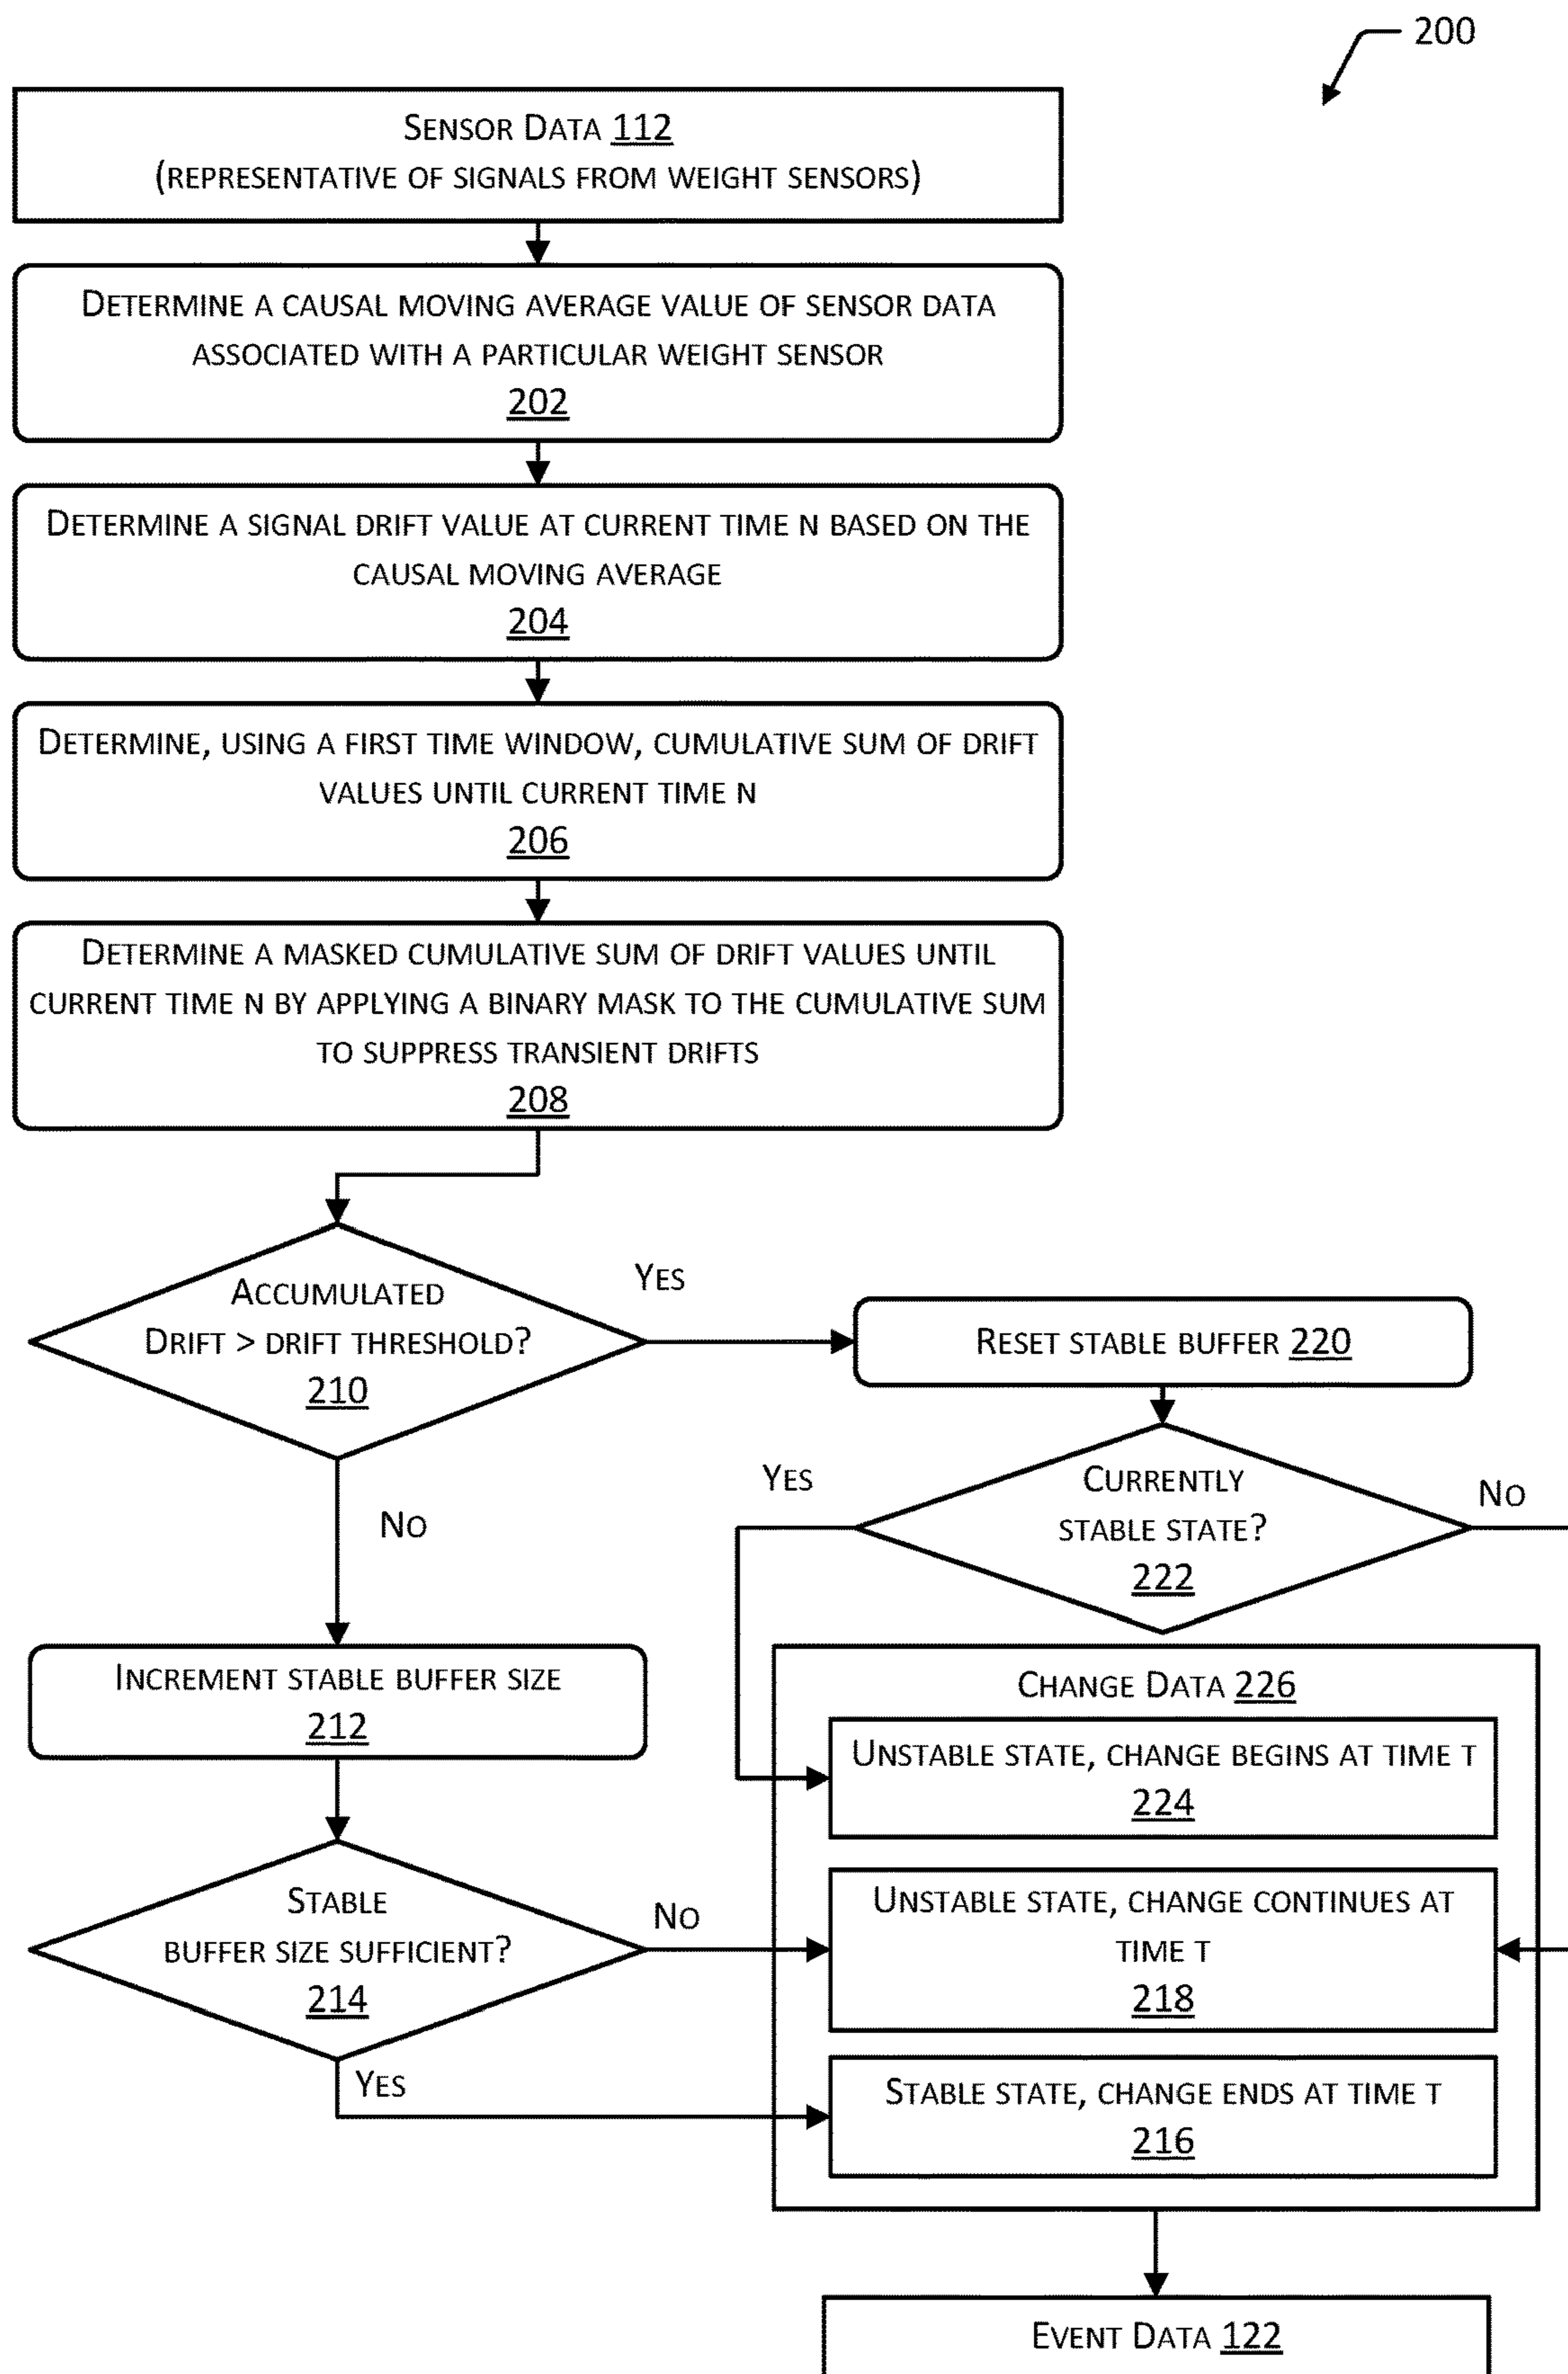 200
SENSOR DATA 112
(REPRESENTATIVE OF SIGNALS FROM WEIGHT SENSORS)
DETERMINE A CAUSAL MOVING AVERAGE VALUE OF SENSOR DATA
ASSOCIATED WITH A PARTICULAR WEIGHT SENSOR
202
DETERMINE A SIGNAL DRIFT VALUE AT CURRENT TIME N BASED ON THE
CAUSAL MOVING AVERAGE
204
DETERMINE, USING A FIRST TIME WINDOW, CUMULATIVE SUM OF DRIFT
VALUES UNTIL CURRENT TIME N
206
DETERMINE A MASKED CUMULATIVE SUM OF DRIFT VALUES UNTIL
CURRENT TIME N BY APPLYING A BINARY MASK TO THE CUMULATIVE SUM
TO SUPPRESS TRANSIENT DRIFTS
208
ACCUMULATED
DRIFT > DRIFT THRESHOLD?
210
YES
RESET STABLE BUFFER 220
NO
CURRENTLY
STABLE STATE?
222
YES
NO
INCREMENT STABLE BUFFER SIZE
212
CHANGE DATA 226
UNSTABLE STATE, CHANGE BEGINS AT TIME T
224
STABLE
BUFFER SIZE SUFFICIENT?
214
NO
UNSTABLE STATE, CHANGE CONTINUES AT
TIME T
218
YES
STABLE STATE, CHANGE ENDS AT TIME T
216
EVENT DATA 122